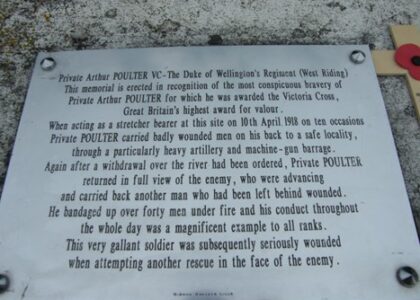 Private Arthur POULTER VC-The Duke of Wellington's Regiment (West Riding)
This memorial is erected in recognition of the most conspicuous bravery of
Private Arthur POULTER for which he was awarded the Victoria Cross,
Great Britain's highest award for valour.
When acting as a stretcher bearer at this site on 10th April 1918 on ten occasions
Private POULTER carried badly wounded men on his back to a safe locality,
through a particularly heavy artillery and machine-gun barrage.
Again after a withdrawal over the river had been ordered, Private POULTER
returned in full view of the enemy, who were advancing
and carried back another man who had been left behind wounded.
He bandaged up over forty men under fire and his conduct throughout
the whole day was a magnificent example to all ranks.
This very gallant soldier was subsequently seriously wounded
when attempting another rescue in the face of the enemy.